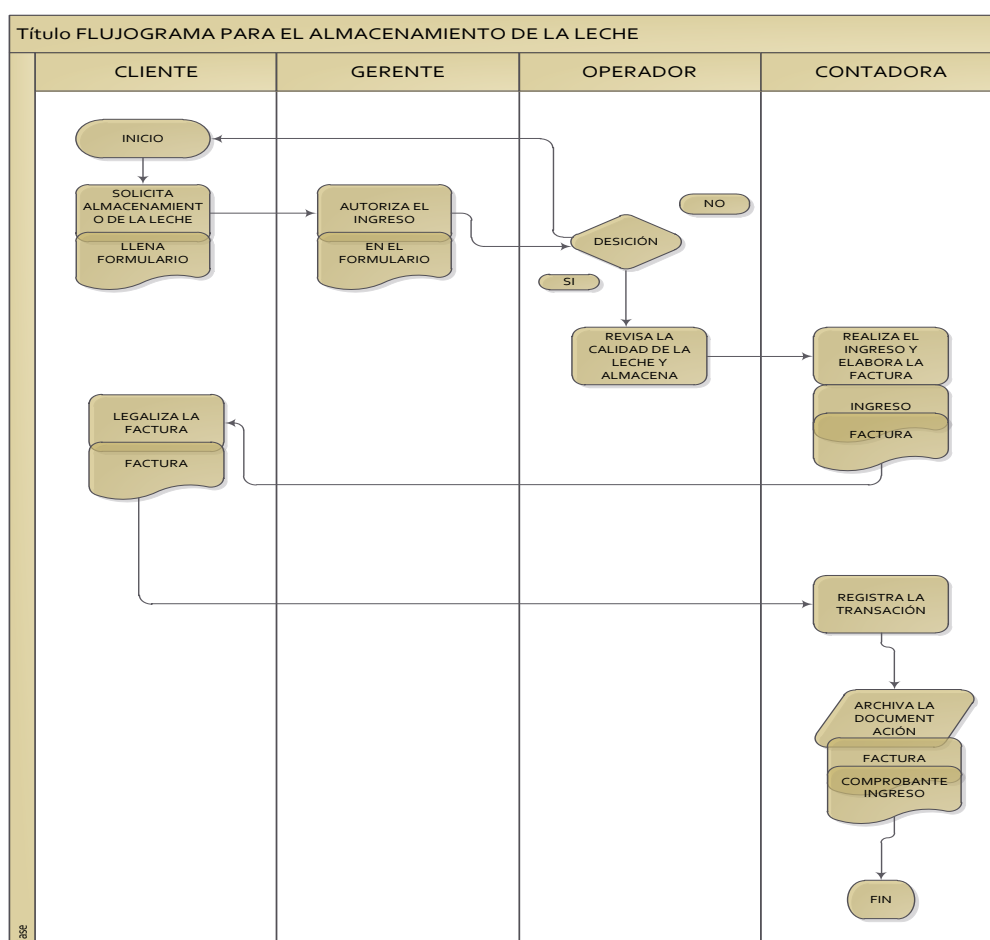 Título FLUJOGRAMA PARA EL ALMACENAMIENTO DE LA LECHE
CLIENTE
GERENTE
OPERADOR
CONTADORA
INICIO
SOLICITA
ALMACENAMIENT
O DE LA LECHE
LLENA
FORMULARIO
AUTORIZA EL
INGRESO
EN EL
FORMULARIO
NO
DESICIÓN
SI
REVISA LA
CALIDAD DE LA
LECHE Y
ALMACENA
REALIZA EL
INGRESO Y
ELABORA LA
FACTURA
INGRESO
FACTURA
LEGALIZA LA
FACTURA
FACTURA
REGISTRA LA
TRANSACIÓN
ARCHIVA LA
DOCUMENT
ACIÓN
FACTURA
COMPROBANTE
INGRESO
FIN
ase